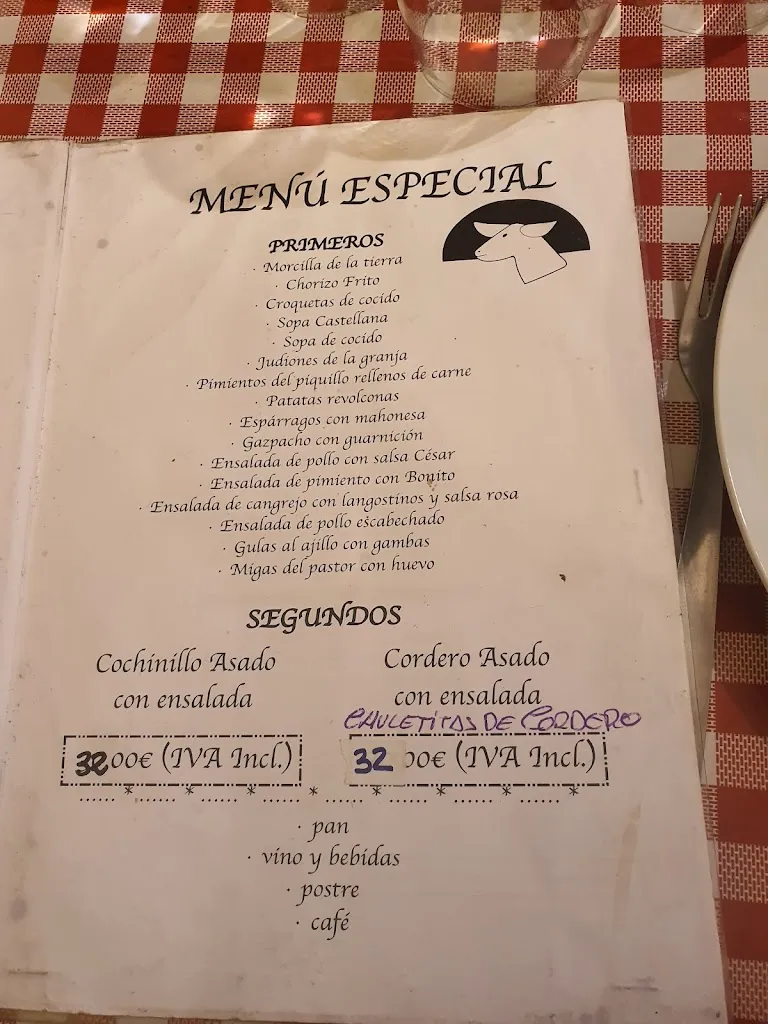 MENÚ ESPECIAL
PRIMEROS
· Morcilla de la tierra
· Chorizo Frito
· Croquetas de cocido
· Sopa Castellana
· Sopa de cocido
· Judiones de la granja
· Pimientos del piquillo rellenos de carne
· Patatas revolconas
· Espárragos con mahonesa
· Gazpacho con guarnición
· Ensalada de pollo con salsa César
· Ensalada de pimiento con Bonito
· Ensalada de cangrejo con langostinos y salsa rosa
· Ensalada de pollo escabechado
· Gulas al ajillo con gambas
· Migas del pastor con huevo
SEGUNDOS
Cochinillo Asado
con ensalada
32 00€ (IVA Incl.)
Cordero Asado
con ensalada
CHULETITAS DE CORDERO
32 00€ (IVA Incl.)
· pan
· vino y bebidas
· postre
· café